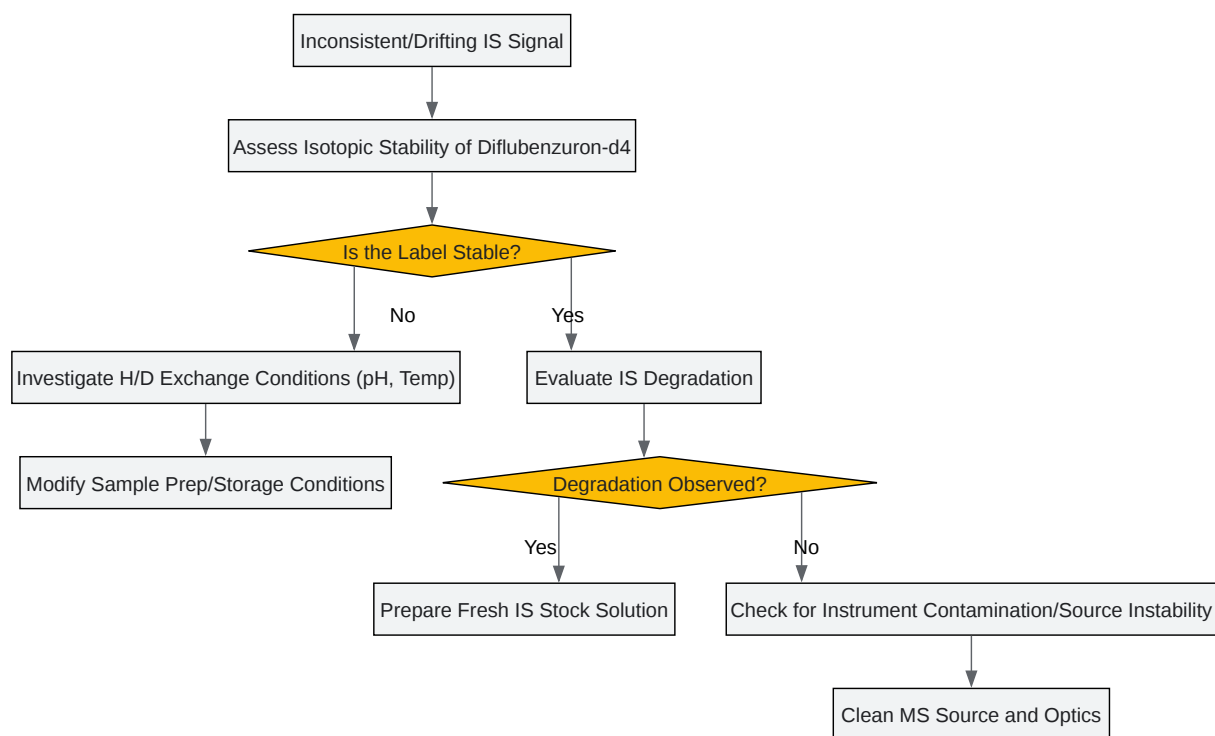 Inconsistent/Drifting IS Signal
Assess Isotopic Stability of Diflubenzuron-d4
Is the Label Stable?
No
Yes
Investigate H/D Exchange Conditions (pH, Temp)
Evaluate IS Degradation
Modify Sample Prep/Storage Conditions
Degradation Observed?
Yes
No
Prepare Fresh IS Stock Solution
Check for Instrument Contamination/Source Instability
Clean MS Source and Optics